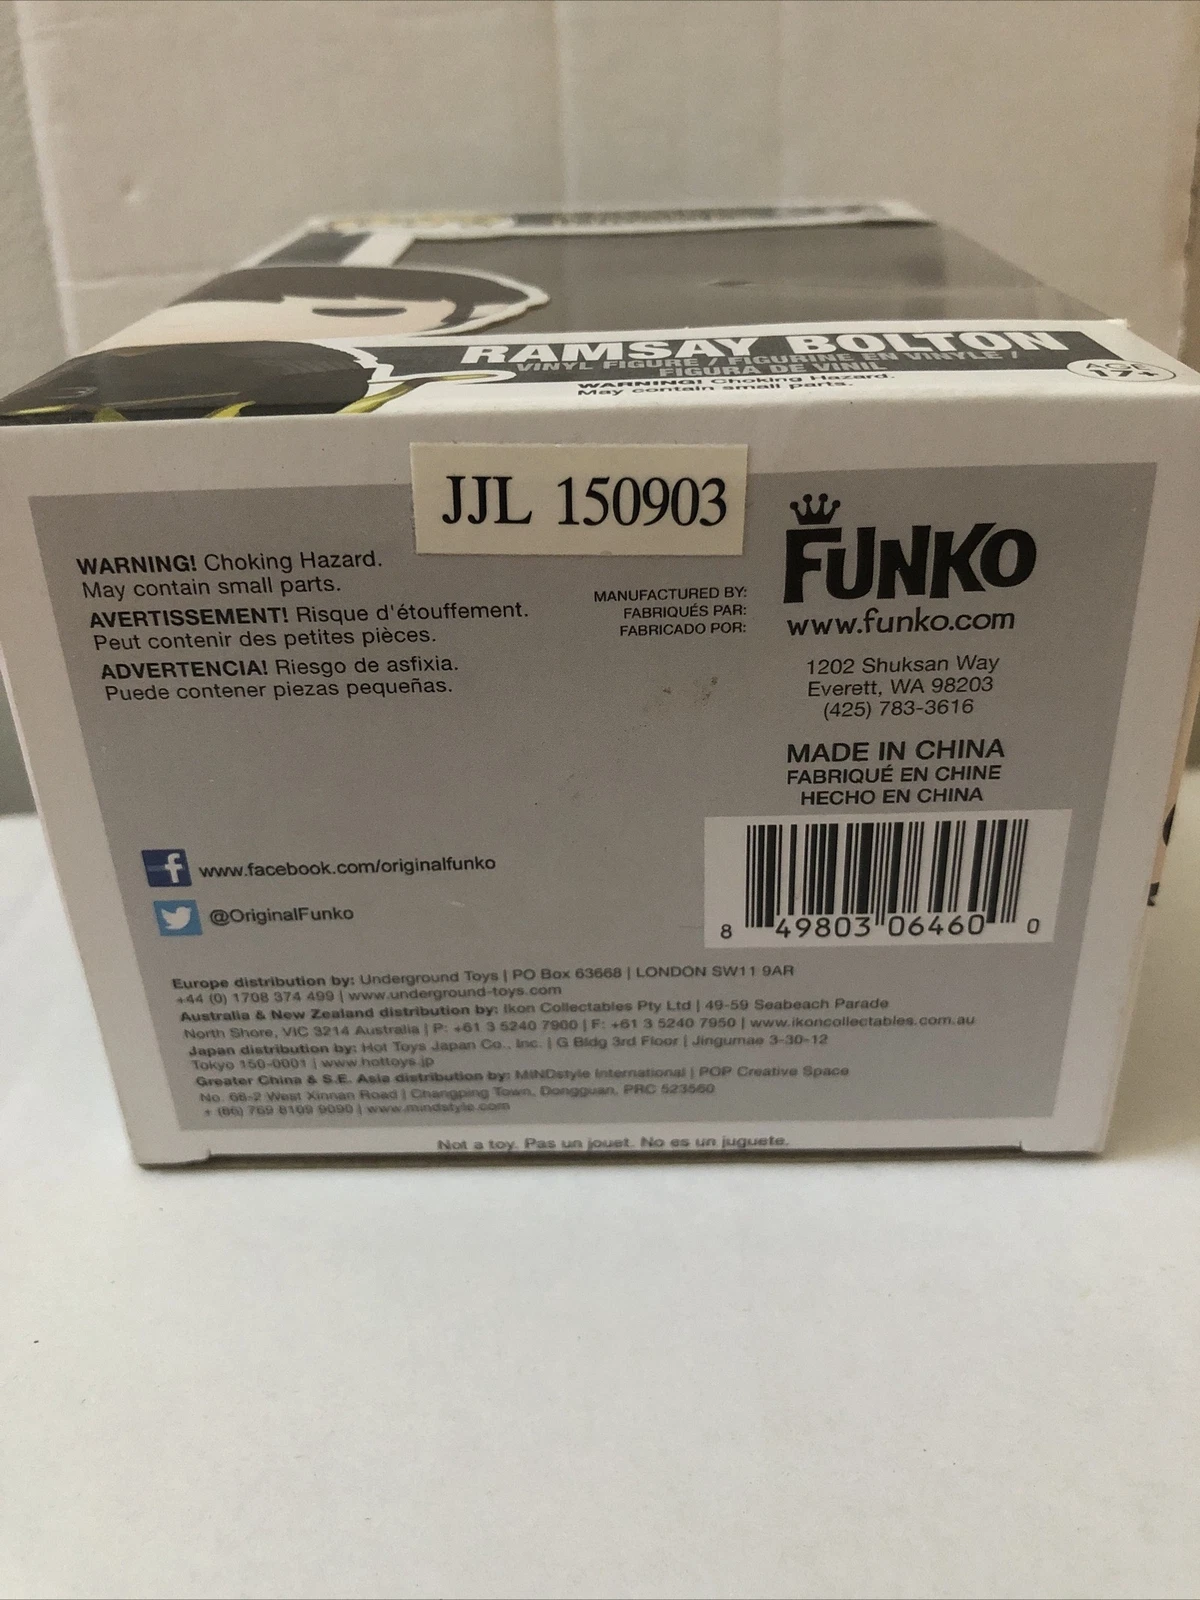 RAMSAY BOLTON
VINYL FIGURE / FIGURINE EN VINYLE /
FIGURA DE VINIL
WARNING! Choking Hazard.
May contain small parts.
AGE
17+
JJL 150903
WARNING! Choking Hazard.
May contain small parts.
AVERTISSEMENT! Risque d'étouffement.
Peut contenir des petites pièces.
ADVERTENCIA! Riesgo de asfixia.
Puede contener piezas pequeñas.
MANUFACTURED BY:
FABRIQUÉS PAR:
FABRICADO POR:
FUNKO
www.funko.com
1202 Shuksan Way
Everett, WA 98203
(425) 783-3616
MADE IN CHINA
FABRIQUÉ EN CHINE
HECHO EN CHINA
f www.facebook.com/originalfunko
@OriginalFunko
8 49803 06460 0
Europe distribution by: Underground Toys | PO Box 63668 | LONDON SW11 9AR
+44 (0) 1708 374 499 | www.underground-toys.com
Australia & New Zealand distribution by: Ikon Collectables Pty Ltd | 49-59 Seabeach Parade
North Shore, VIC 3214 Australia | P: +61 3 5240 7900 | F: +61 3 5240 7950 | www.ikoncollectables.com.au
Japan distribution by: Hot Toys Japan Co., Inc. | G Bldg 3rd Floor | Jingumae 3-30-12
Tokyo 150-0001 | www.hottoys.jp
Greater China & S.E. Asia distribution by: MINDstyle International | POP Creative Space
No. 68-2 West Xinnan Road | Changping Town, Dongguan, PRC 523560
+ (86) 769 8109 9090 | www.mindstyle.com
Not a toy. Pas un jouet. No es un juguete.